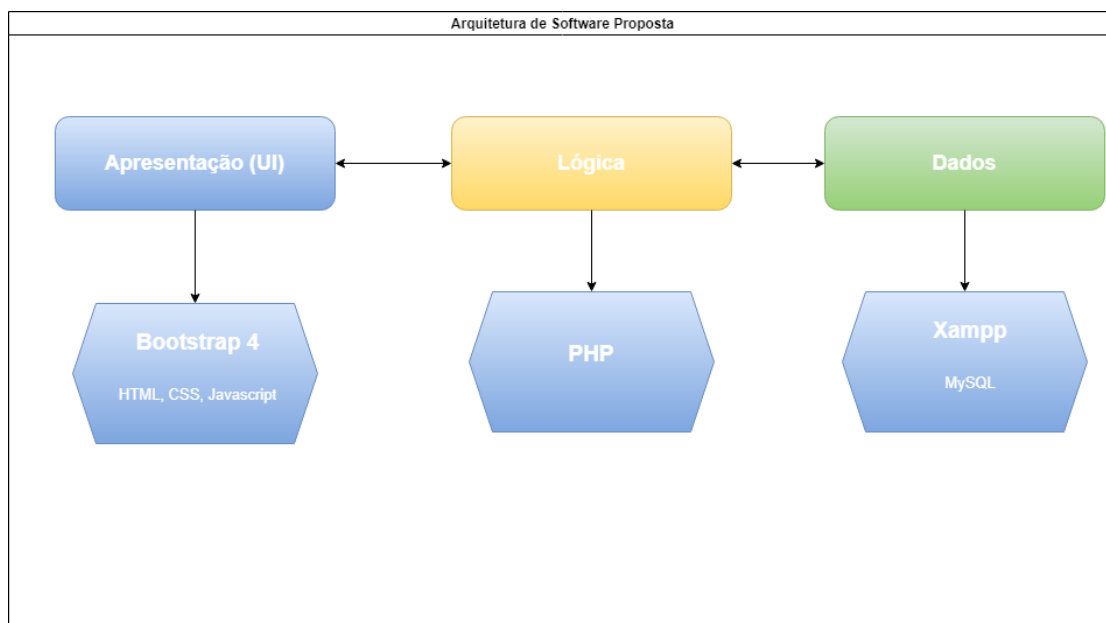 Arquitetura de Software Proposta
Apresentação (UI)
Lógica
Dados
Bootstrap 4
HTML, CSS, Javascript
PHP
Xampp
MySQL